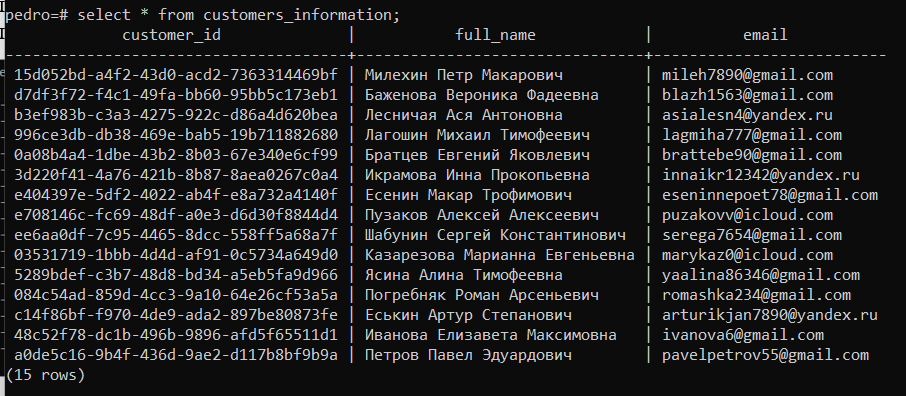 pedro=# select * from customers_information;
customer_id | full_name | email
--------------------------------------+--------------------------------+--------------------------
15d052bd-a4f2-43d0-acd2-7363314469bf | Милехин Петр Макарович | mileh7890@gmail.com
d7df3f72-f4c1-49fa-bb60-95bb5c173eb1 | Баженова Вероника Фадеевна | blazh1563@gmail.com
b3ef983b-c3a3-4275-922c-d86a4d620bea | Лесничая Ася Антоновна | asialesn4@yandex.ru
996ce3db-db38-469e-bab5-19b711882680 | Лагошин Михаил Тимофеевич | lagmiha777@gmail.com
0a08b4a4-1dbe-43b2-8b03-67e340e6cf99 | Братцев Евгений Яковлевич | brattebe90@gmail.com
3d220f41-4a76-421b-8b87-8aea0267c0a4 | Икрамова Инна Прокопьевна | innaikr12342@yandex.ru
e404397e-5df2-4022-ab4f-e8a732a4140f | Есенин Макар Трофимович | eseninnepoet78@gmail.com
e708146c-fc69-48df-a0e3-d6d30f8844d4 | Пузаков Алексей Алексеевич | puzakovv@icloud.com
ee6aa0df-7c95-4465-8dcc-558ff5a68a7f | Шабунин Сергей Константинович | serega7654@gmail.com
03531719-1bbb-4d4d-af91-0c5734a649d0 | Казарезова Марианна Евгеньевна | marykaz0@icloud.com
5289bdef-c3b7-48d8-bd34-a5eb5fa9d966 | Ясина Алина Тимофеевна | yaalina86346@gmail.com
084c54ad-859d-4cc3-9a10-64e26cf53a5a | Погребняк Роман Арсеньевич | romashka234@gmail.com
c14f86bf-f970-4de9-ada2-897be80873fe | Еськин Артур Степанович | arturikjan7890@yandex.ru
48c52f78-dc1b-496b-9896-afd5f65511d1 | Иванова Елизавета Максимовна | ivanova6@gmail.com
a0de5c16-9b4f-436d-9ae2-d117b8bf9b9a | Петров Павел Эдуардович | pavelpetrov55@gmail.com
(15 rows)